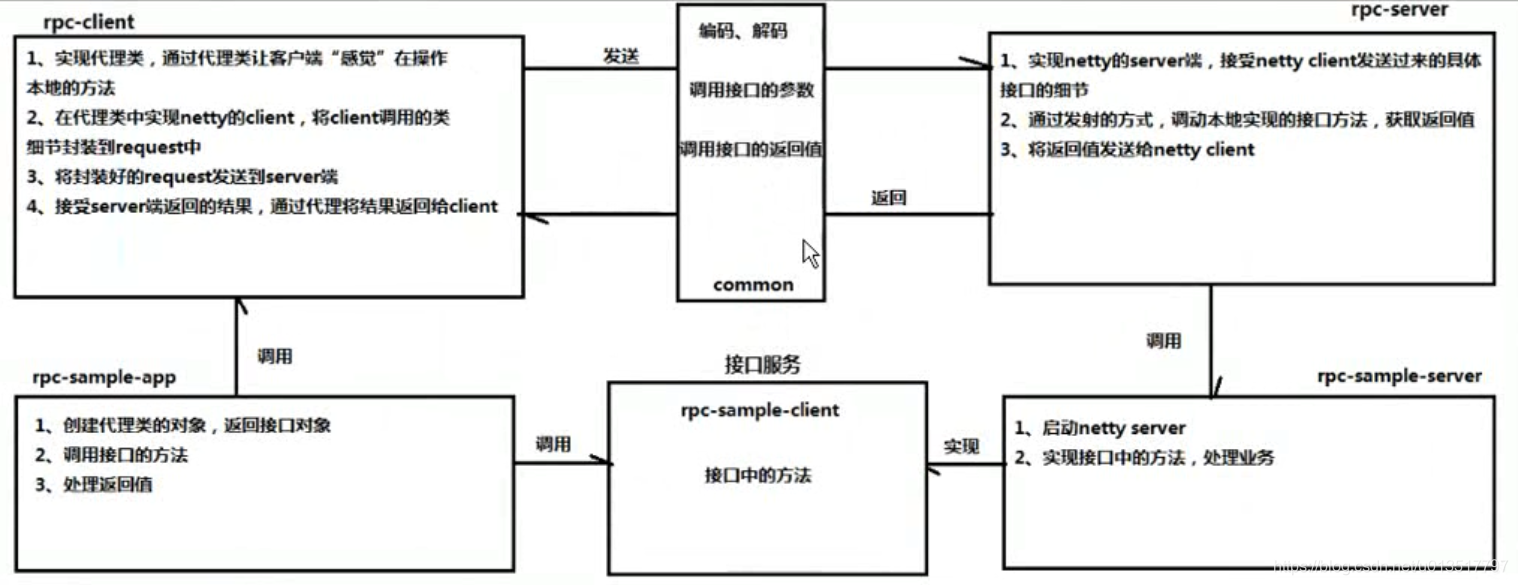 rpc-client
1、实现代理类，通过代理类让客户端“感觉”在操作
本地的方法
2、在代理类中实现netty的client，将client调用的类
细节封装到request中
3、将封装好的request发送到server端
4、接受server端返回的结果，通过代理将结果返回给client
发送
编码、解码
调用接口的参数
调用接口的返回值
common
返回
rpc-server
1、实现netty的server端，接受netty client发送过来的具体
接口的细节
2、通过发射的方式，调动本地实现的接口方法，获取返回值
3、将返回值发送给netty client
调用
调用
rpc-sample-app
1、创建代理类的对象，返回接口对象
2、调用接口的方法
3、处理返回值
调用
接口服务
rpc-sample-client
接口中的方法
实现
rpc-sample-server
1、启动netty server
2、实现接口中的方法，处理业务